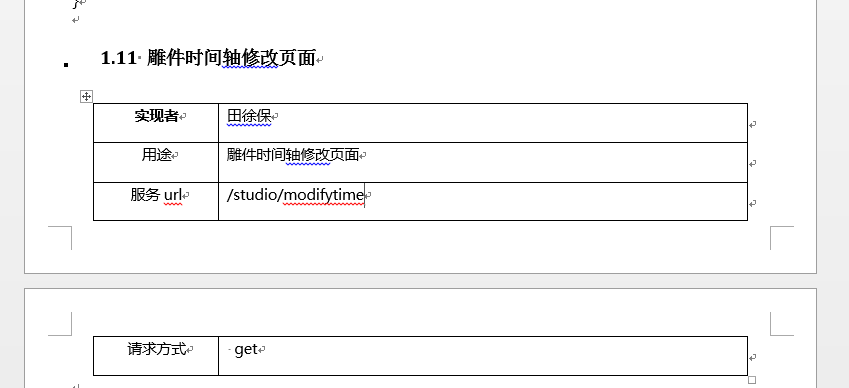 }
1.11 雕件时间轴修改页面
实现者 田徐保
用途 雕件时间轴修改页面
服务 url /studio/modifytime
请求方式 get